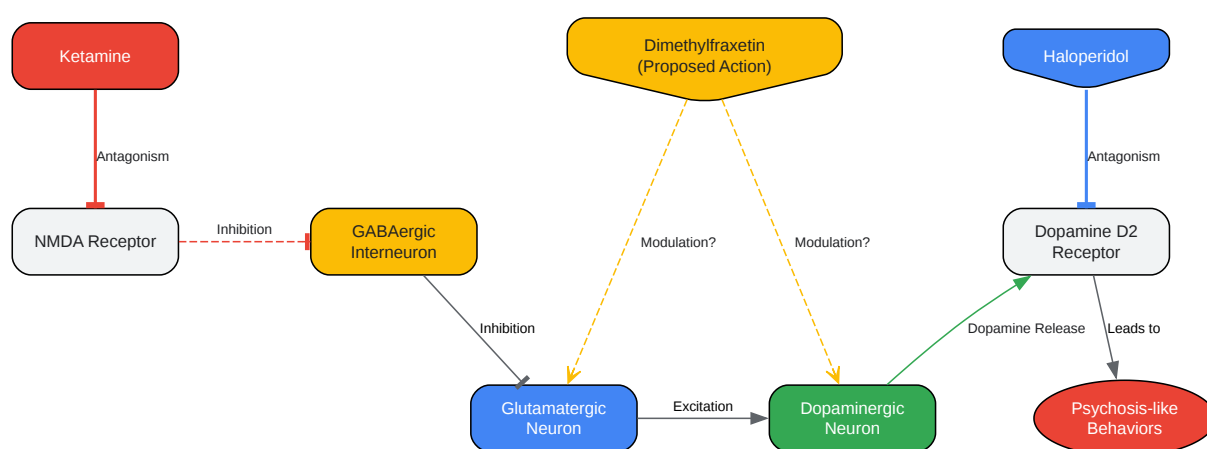 Ketamine
Dimethylfraxetin
(Proposed Action)
Haloperidol
Antagonism
Antagonism
NMDA Receptor
Inhibition
GABAergic
Interneuron
Modulation?
Modulation?
Dopamine D2
Receptor
Inhibition
Dopamine Release
Leads to
Glutamatergic
Neuron
Excitation
Dopaminergic
Neuron
Psychosis-like
Behaviors